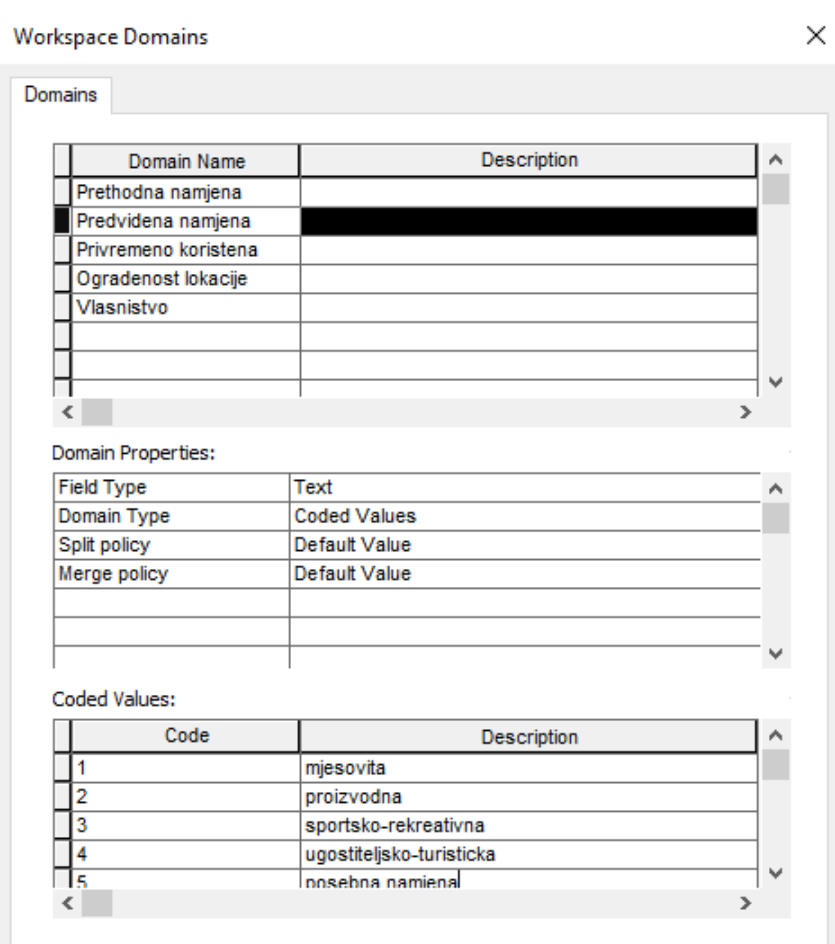 Workspace Domains
Domains
Domain Name Description
Prethodna namjena
Predvidena namjena
Privremeno koristena
Ogradenost lokacije
Vlasnistvo
Domain Properties:
Field Type Text
Domain Type Coded Values
Split policy Default Value
Merge policy Default Value
Coded Values:
Code Description
1 mjesovita
2 proizvodna
3 sportsko-rekreativna
4 ugostiteljsko-turisticka
5 posebna namjena